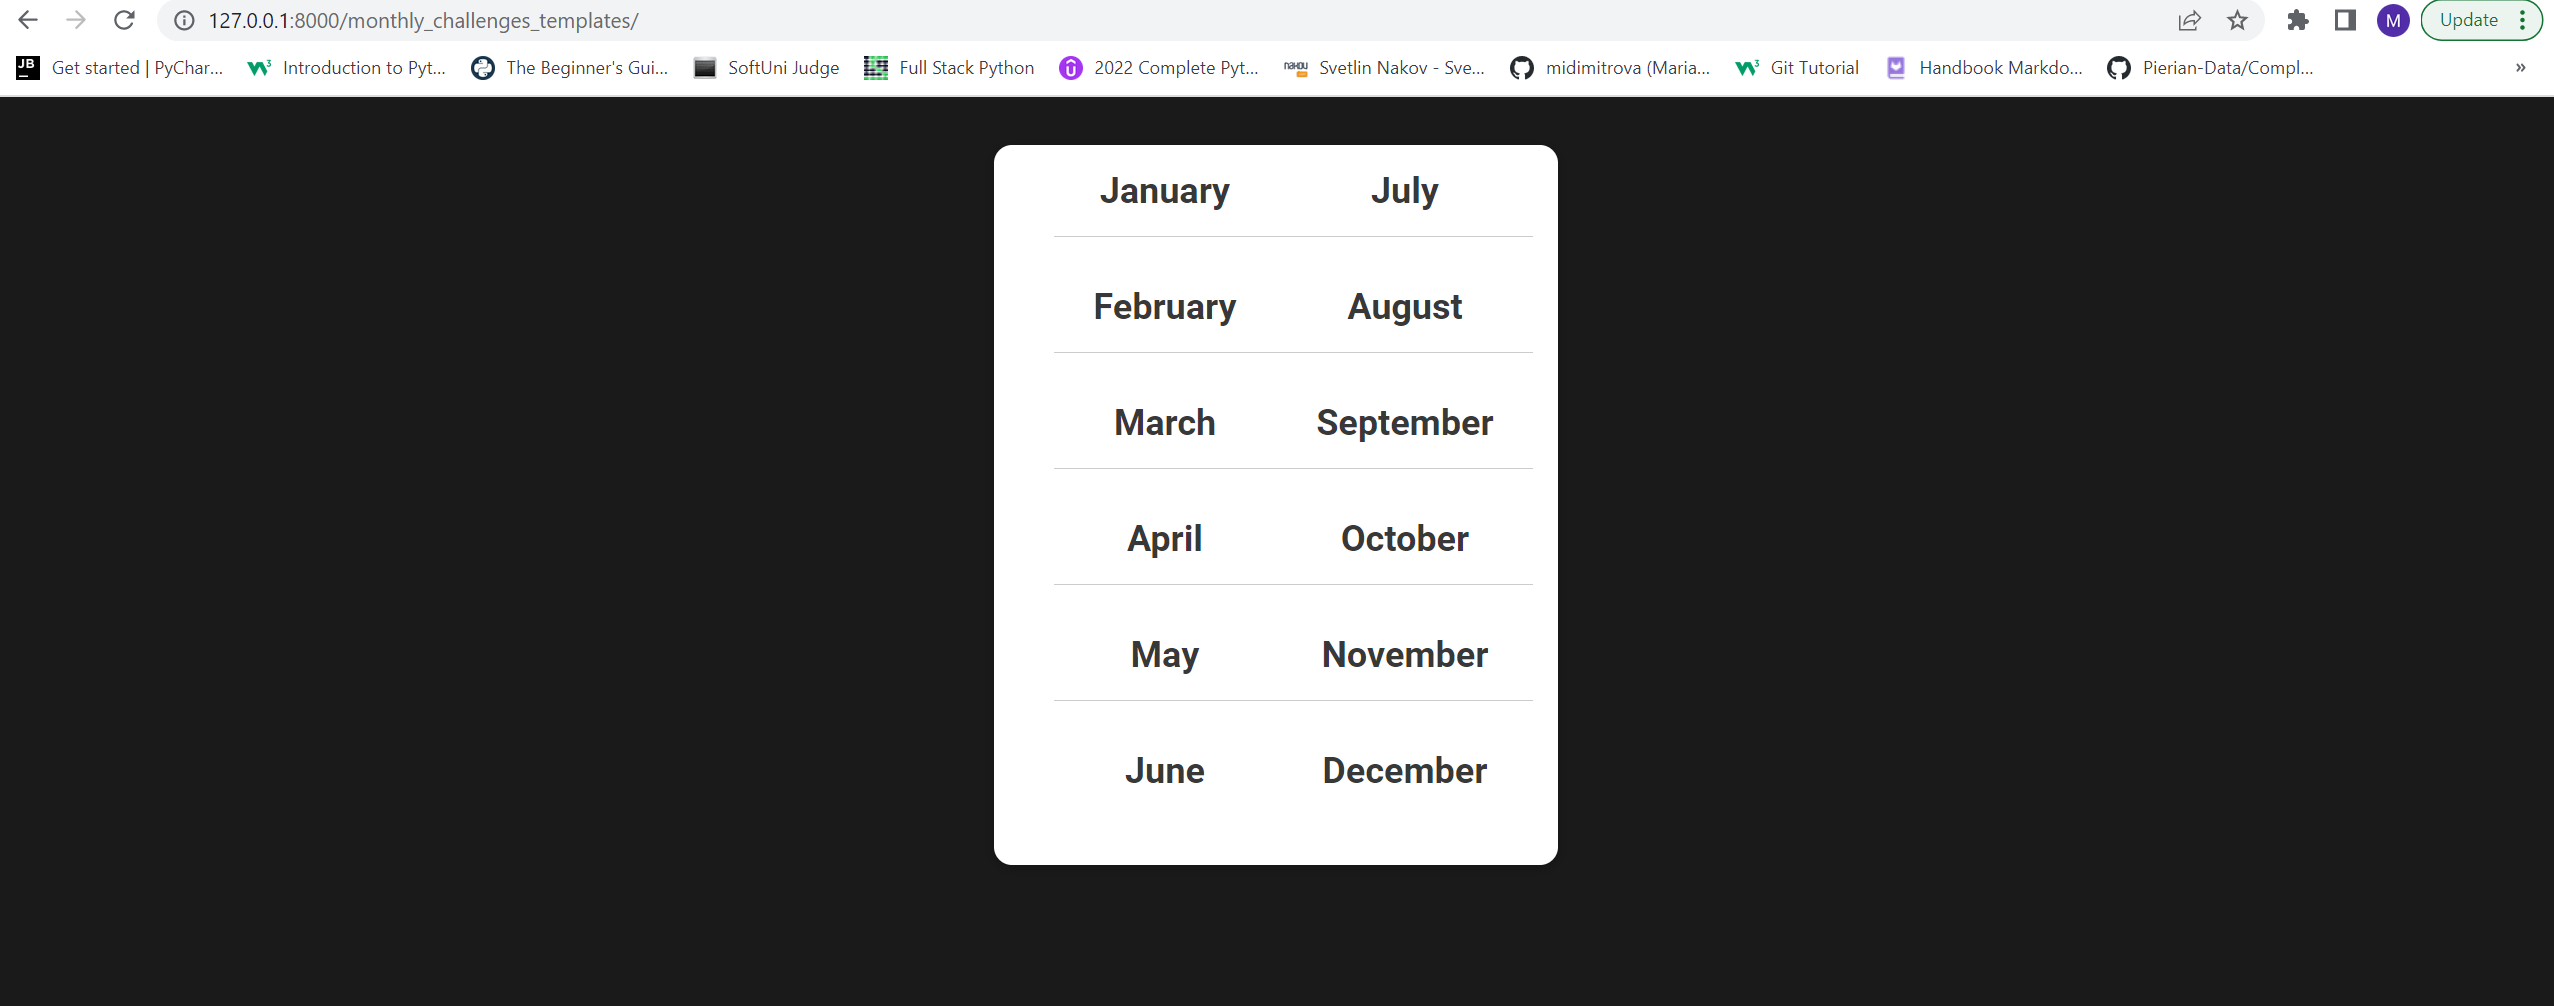 127.0.0.1:8000/monthly_challenges_templates/
M
Update
JB Get started | PyChar... W3 Introduction to Pyt... The Beginner's Gui... SoftUni Judge Full Stack Python 2022 Complete Pyt... Svetlin Nakov - Sve... midimitrova (Maria... W3 Git Tutorial Handbook Markdo... Pierian-Data/Compl... »
January July
February August
March September
April October
May November
June December